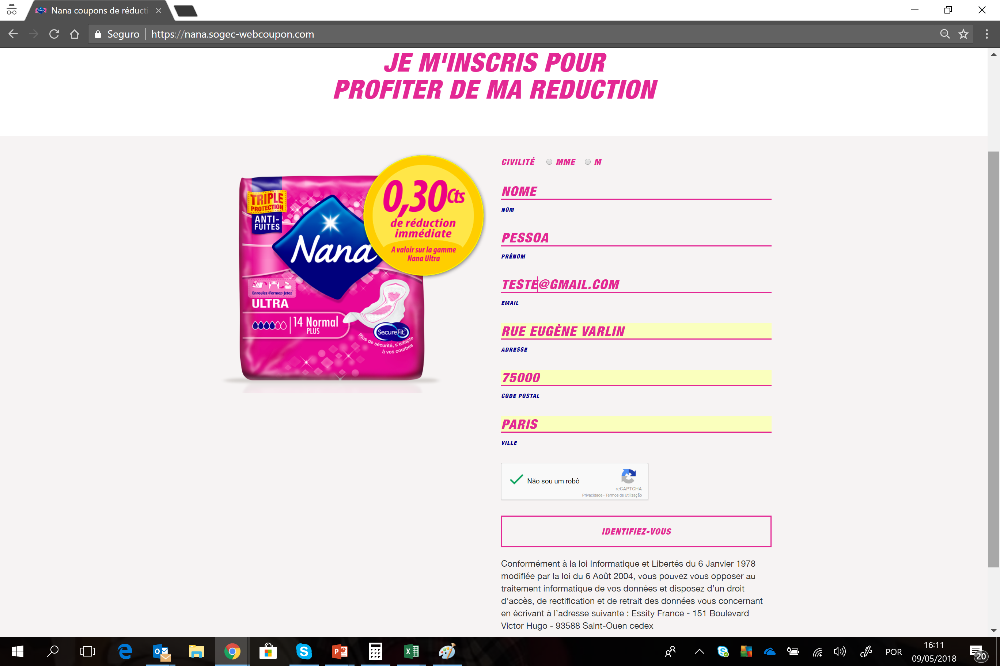 Nana coupons de réducti
Seguro
https://nana.sogec-webcoupon.com
JE M'INSCRIS POUR
PROFITER DE MA REDUCTION
TRIPLE
PROTECTION
ANTI-
FUITES
Nana
0,30Cts
de réduction
immédiate
A valoir sur la gamme
Nana Ultra
Enroulez•Fermez•Jetez
ULTRA
14 Normal
PLUS
SecureFit
Plus de sécurité, s'adapte
à vos courbes
CIVILITÉ MME M
NOME
NOM
PESSOA
PRÉNOM
TESTE@GMAIL.COM
EMAIL
RUE EUGÈNE VARLIN
ADRESSE
75000
CODE POSTAL
PARIS
VILLE
Não sou um robô
reCAPTCHA
Privacidade - Termos de Utilização
IDENTIFIEZ-VOUS
Conformément à la loi Informatique et Libertés du 6 Janvier 1978
modifiée par la loi du 6 Août 2004, vous pouvez vous opposer au
traitement informatique de vos données et disposez d’un droit
d’accès, de rectification et de retrait des données vous concernant
en écrivant à l’adresse suivante : Essity France - 151 Boulevard
Victor Hugo - 93588 Saint-Ouen cedex
POR
16:11
09/05/2018
20